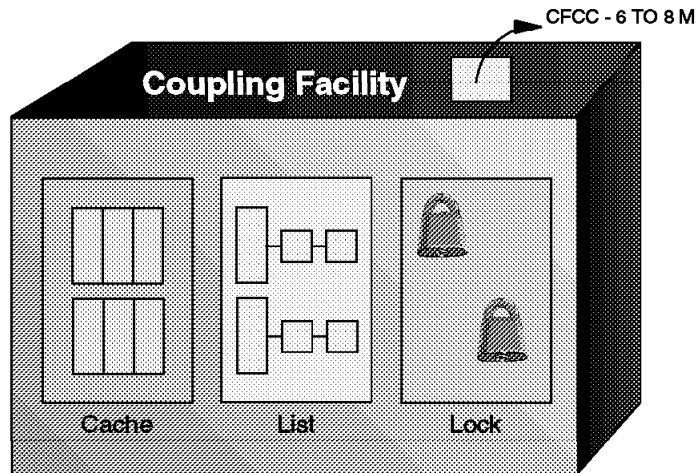 CFCC - 6 TO 8 M
Coupling Facility
Cache
List
Lock